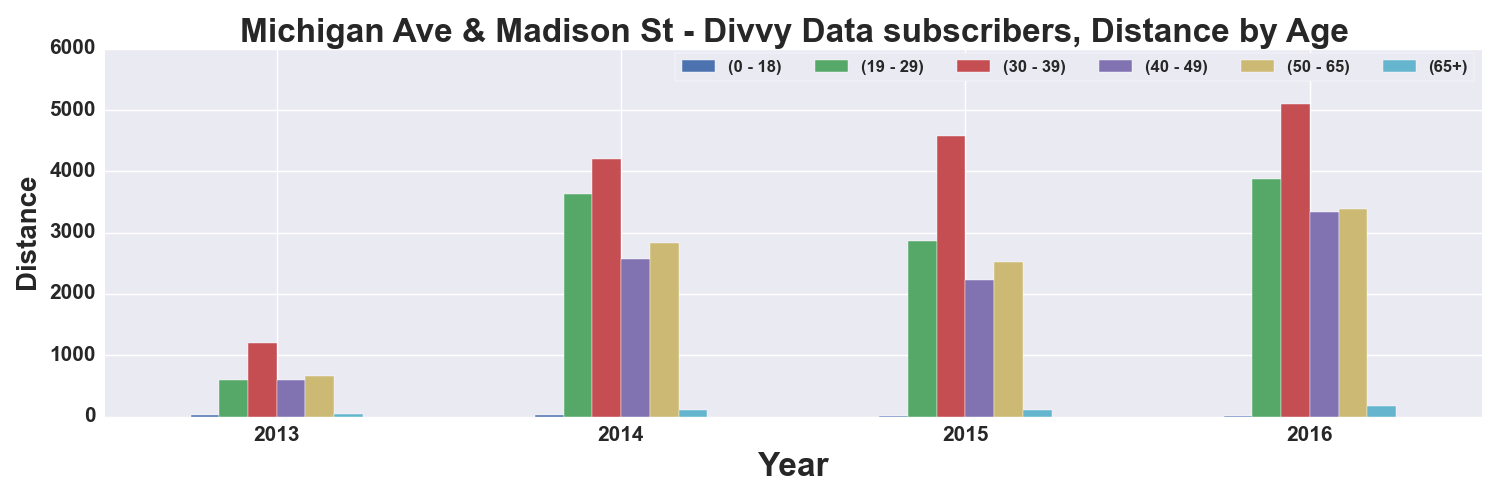 Michigan Ave & Madison St - Divvy Data subscribers, Distance by Age
(0 - 18) (19 - 29) (30 - 39) (40 - 49) (50 - 65) (65+)
6000
5000
4000
3000
2000
1000
0
Distance
2013 2014 2015 2016
Year